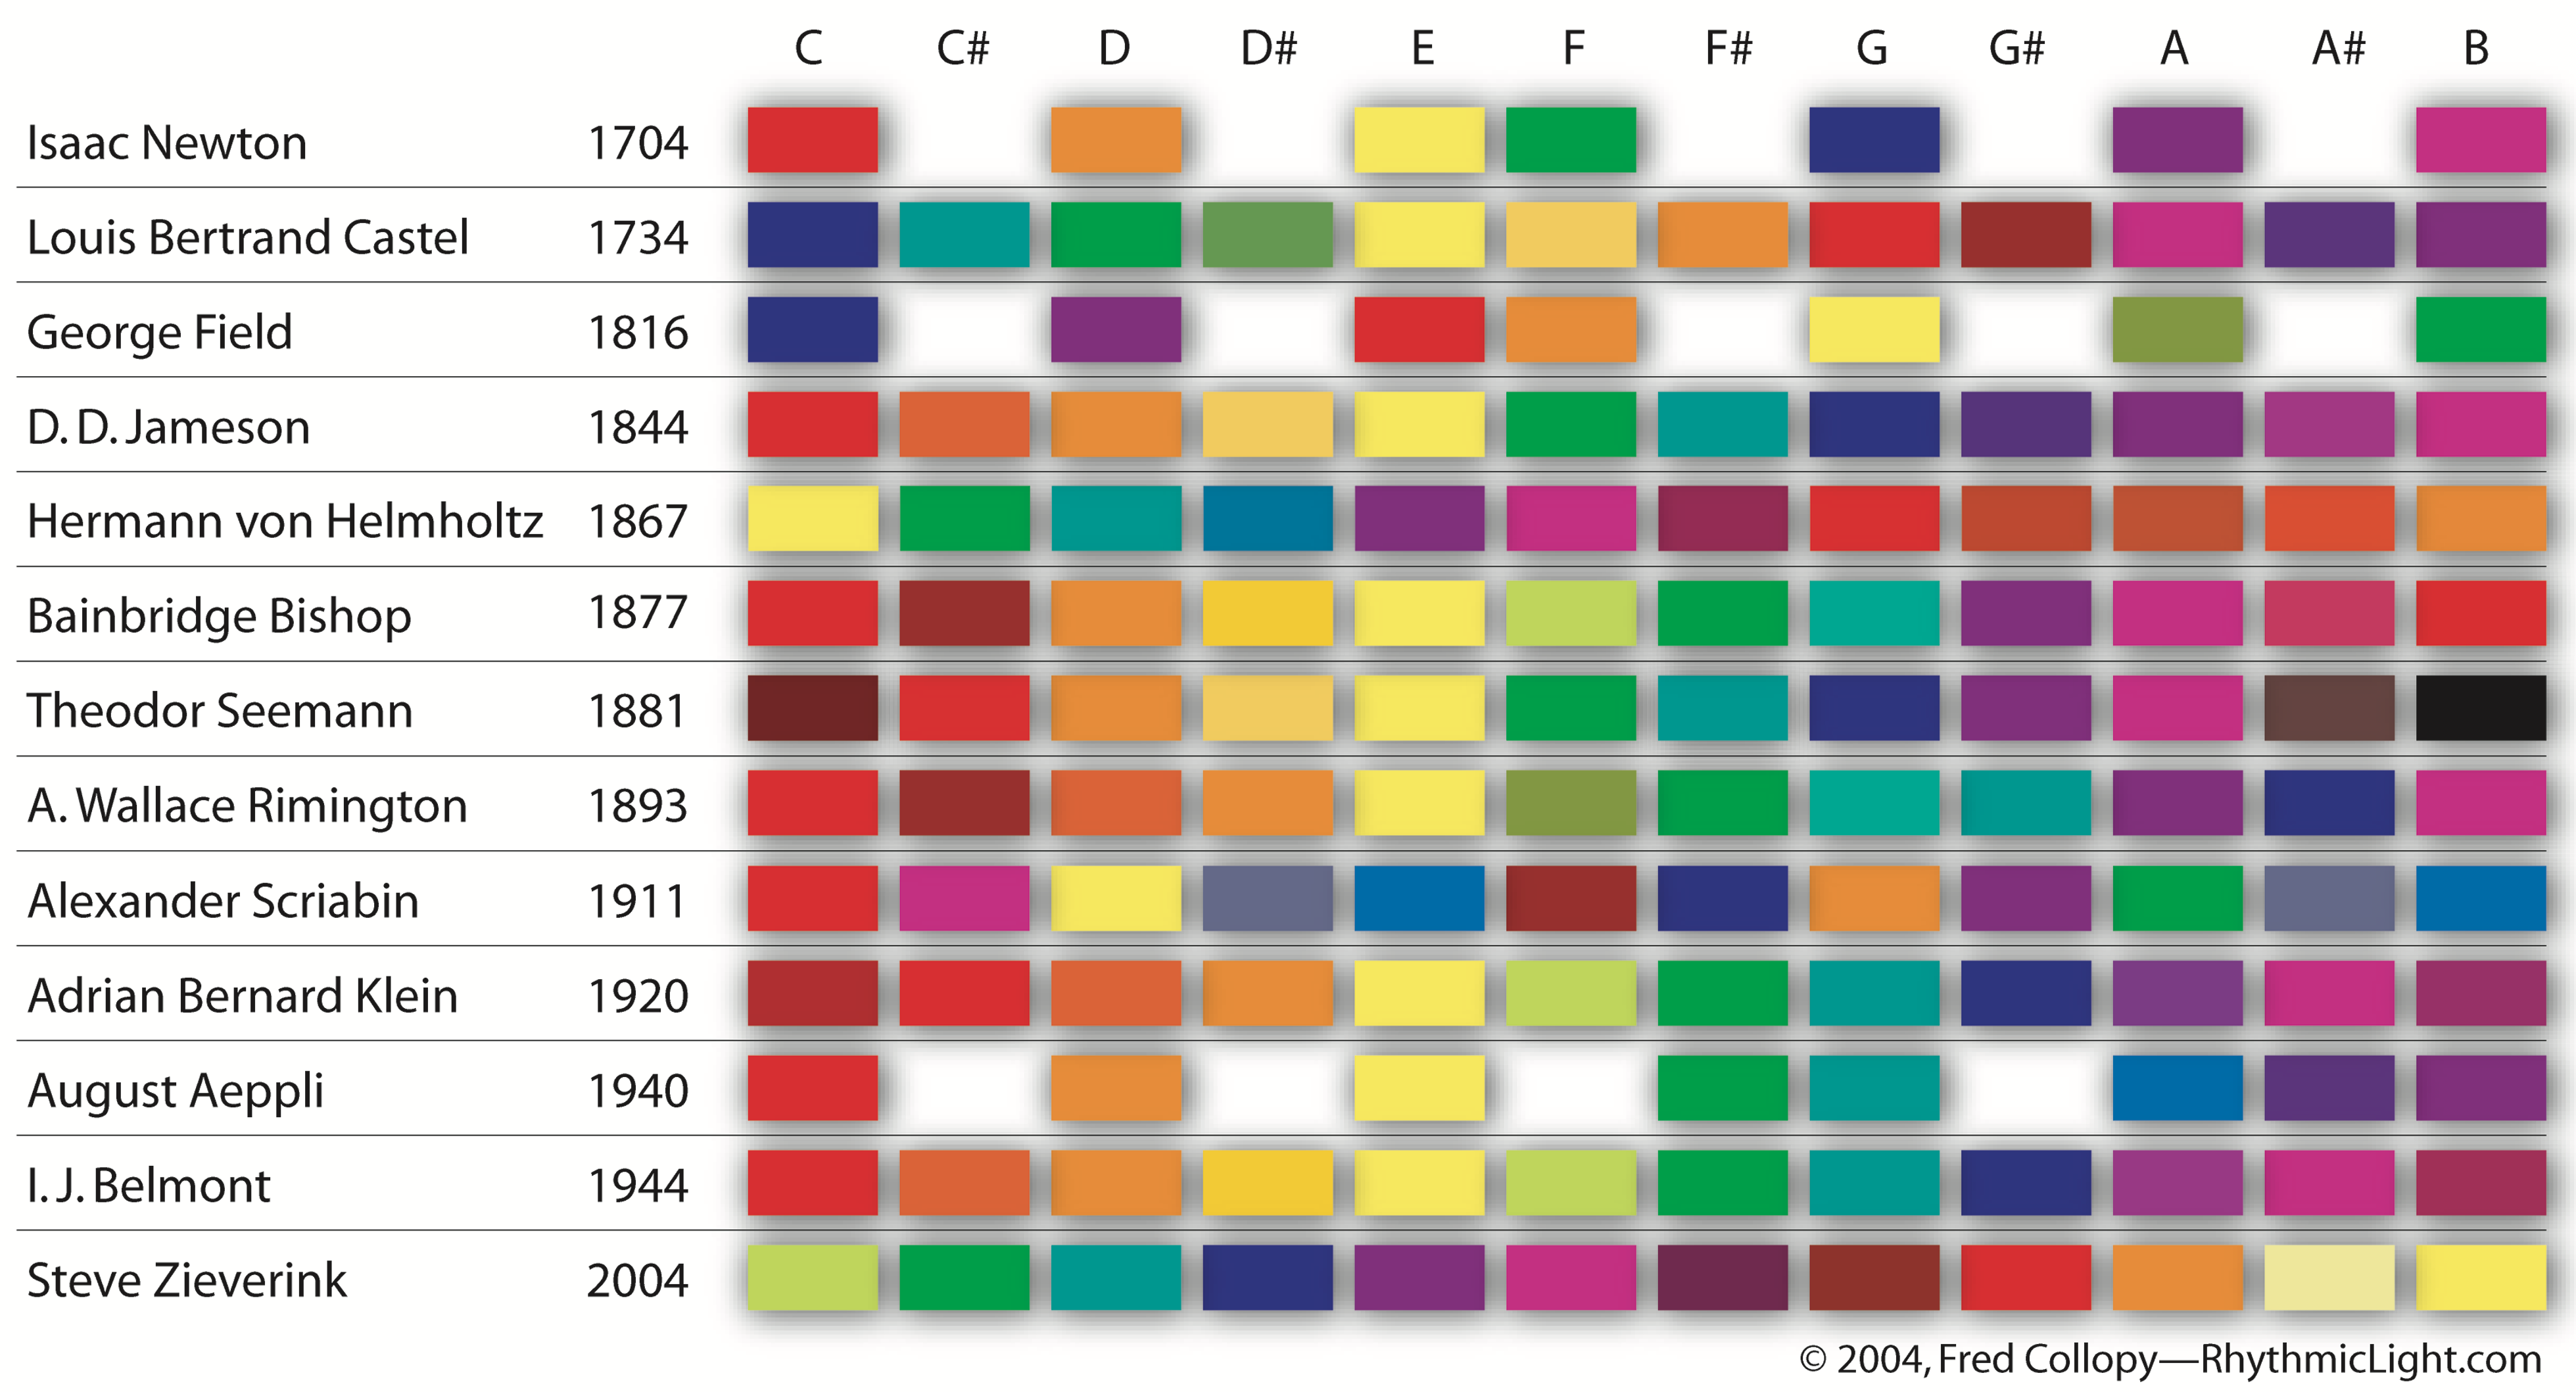 C C# D D# E F F# G G# A A# B
Isaac Newton 1704
Louis Bertrand Castel 1734
George Field 1816
D. D. Jameson 1844
Hermann von Helmholtz 1867
Bainbridge Bishop 1877
Theodor Seemann 1881
A. Wallace Rimington 1893
Alexander Scriabin 1911
Adrian Bernard Klein 1920
August Aeppli 1940
I. J. Belmont 1944
Steve Zieverink 2004
© 2004, Fred Collopy—RhythmicLight.com